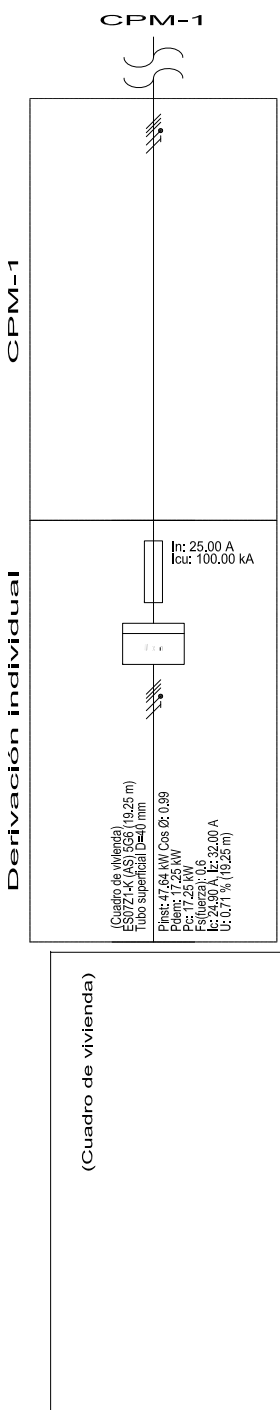 CPM-1
CPM-1
Derivación individual
In: 25.00 A
Icu: 100.00 kA
(Cuadro de vivienda)
ES07Z1-K (AS) 5G6 (19.25 m)
Tubo superficial D=40 mm
Pinst: 47.64 kW Cos Ø: 0.99
Pdem: 17.25 kW
Pc: 17.25 kW
Fs(fuerza): 0.6
Ic: 24.90 A, Iz: 32.00 A
U: 0.71 % (19.25 m)
(Cuadro de vivienda)